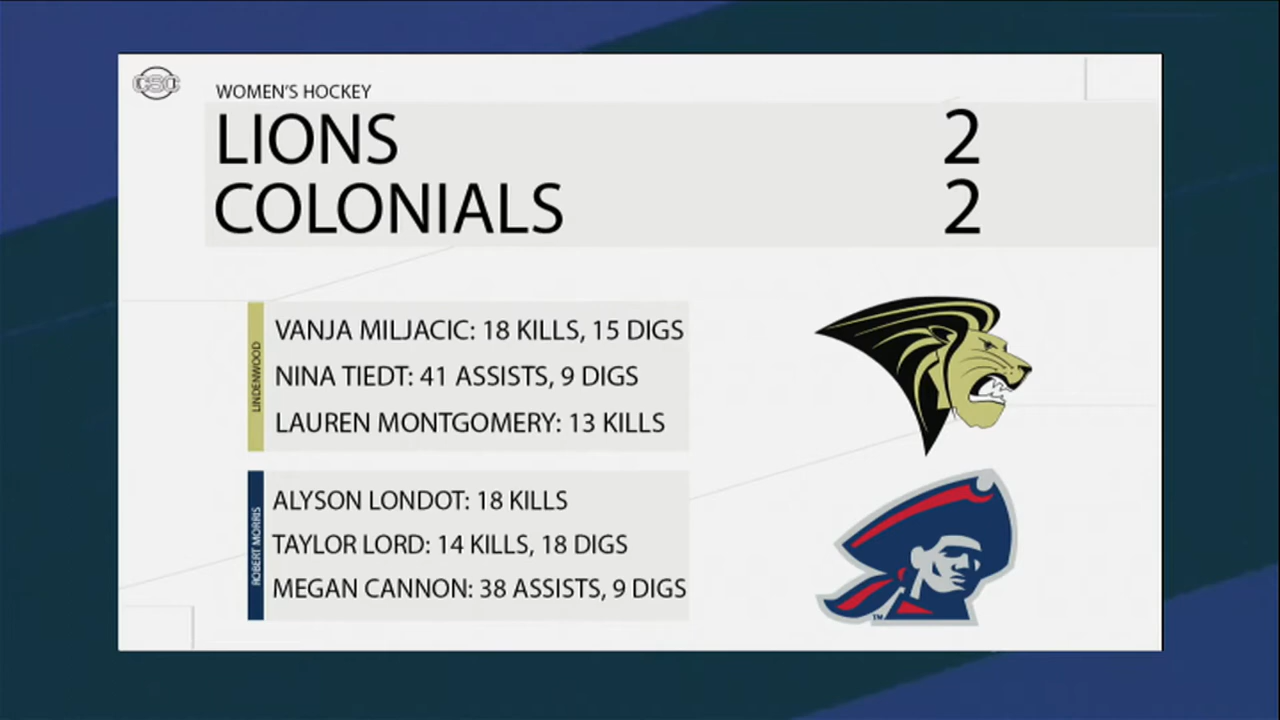 CSC
WOMEN'S HOCKEY
LIONS 2
COLONIALS 2
LINDENWOOD
VANJA MILJACIC: 18 KILLS, 15 DIGS
NINA TIEDT: 41 ASSISTS, 9 DIGS
LAUREN MONTGOMERY: 13 KILLS
ROBERT MORRIS
ALYSON LONDOT: 18 KILLS
TAYLOR LORD: 14 KILLS, 18 DIGS
MEGAN CANNON: 38 ASSISTS, 9 DIGS
TM